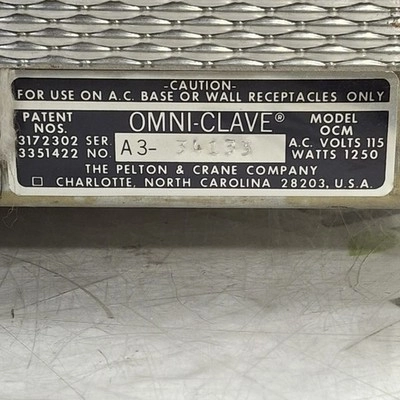 -CAUTION-
FOR USE ON A.C. BASE OR WALL RECEPTACLES ONLY
PATENT NOS. OMNI-CLAVE® MODEL OCM
3172302 SER. A3- A.C. VOLTS 115
3351422 NO. WATTS 1250
THE PELTON & CRANE COMPANY
CHARLOTTE, NORTH CAROLINA 28203, U.S.A.